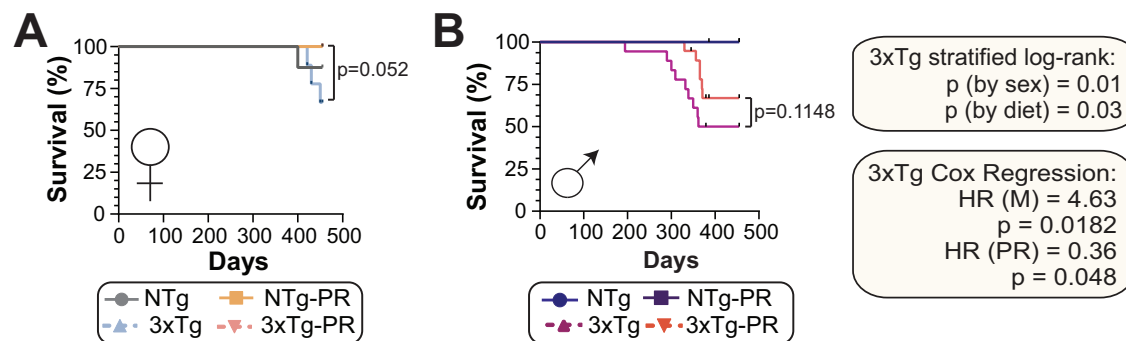 A
Survival (%)
100
75
50
25
0
p=0.052
0 100 200 300 400 500
Days
NTg NTg-PR
3xTg 3xTg-PR
B
Survival (%)
100
75
50
25
0
p=0.1148
0 100 200 300 400 500
Days
NTg NTg-PR
3xTg 3xTg-PR
3xTg stratified log-rank:
p (by sex) = 0.01
p (by diet) = 0.03
3xTg Cox Regression:
HR (M) = 4.63
p = 0.0182
HR (PR) = 0.36
p = 0.048